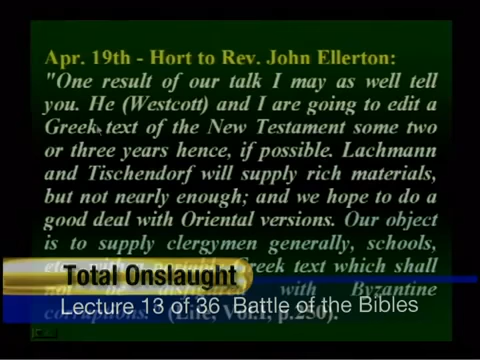 Apr. 19th - Hort to Rev. John Ellerton:
"One result of our talk I may as well tell
you. He (Westcott) and I are going to edit a
Greek text of the New Testament some two
or three years hence, if possible. Lachmann
and Tischendorf will supply rich materials,
but not nearly enough; and we hope to do a
good deal with Oriental versions. Our object
is to supply clergymen generally, schools,
Greek text which shall
with Byzantine
(Life, Vol.I, p.250).
Total Onslaught
Lecture 13 of 36 Battle of the Bibles